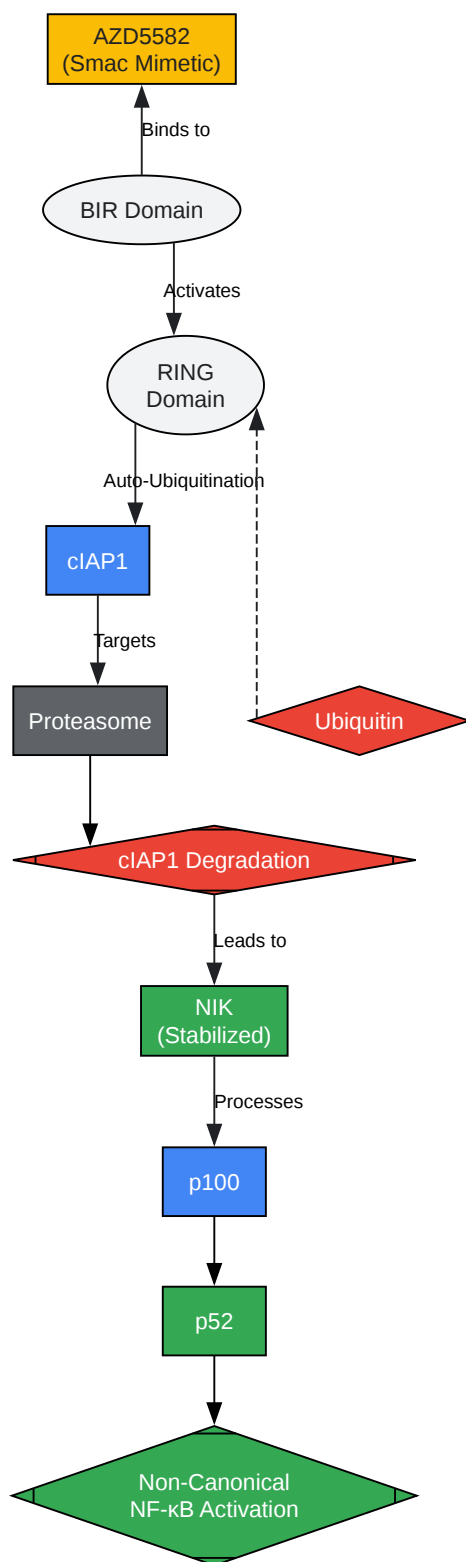 AZD5582
(Smac Mimetic)
Binds to
BIR Domain
Activates
RING
Domain
Auto-Ubiquitination
cIAP1
Targets
Proteasome
Ubiquitin
cIAP1 Degradation
Leads to
NIK
(Stabilized)
Processes
p100
p52
Non-Canonical
NF-κB Activation